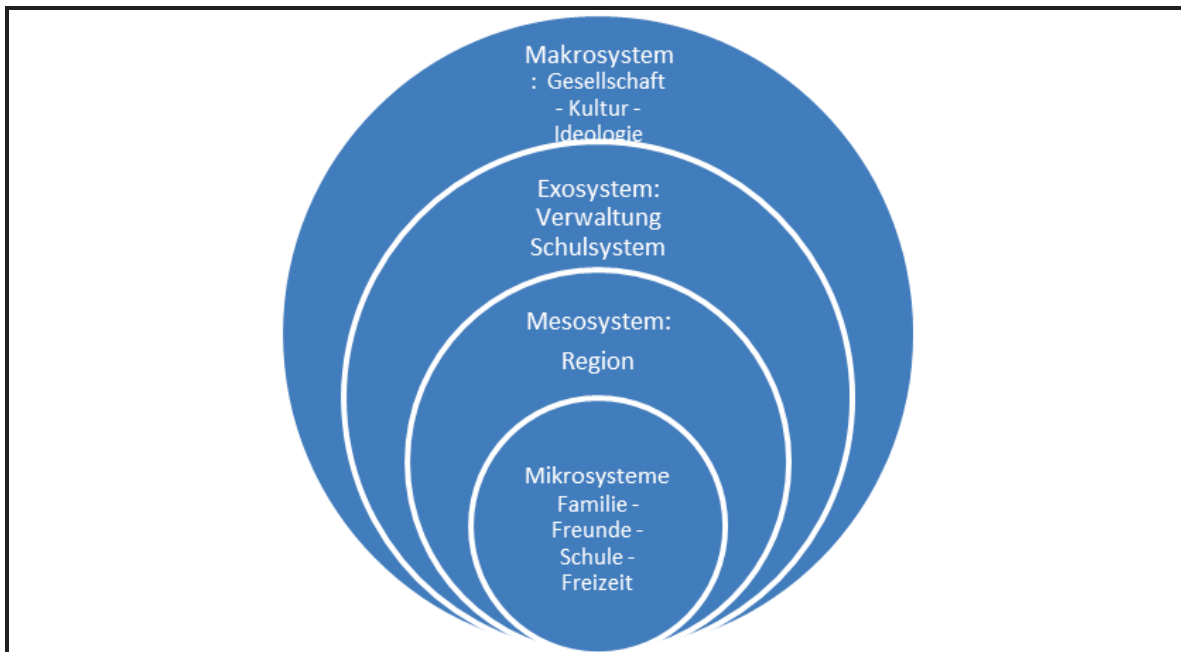 Makrosystem
: Gesellschaft
- Kultur -
Ideologie
Exosystem:
Verwaltung
Schulsystem
Mesosystem:
Region
Mikrosysteme
Familie -
Freunde -
Schule -
Freizeit